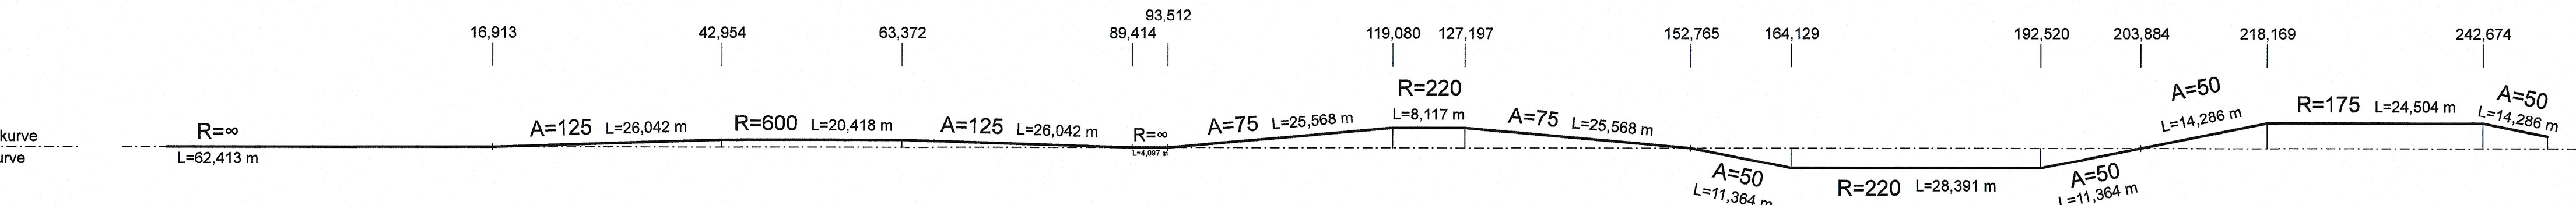 93,512
16,913 42,954 63,372 89,414 119,080 127,197 152,765 164,129 192,520 203,884 218,169 242,674
R=220 A=50 A=50
R=∞ A=125 L=26,042 m R=600 L=20,418 m A=125 L=26,042 m R=∞ A=75 L=25,568 m L=8,117 m A=75 L=25,568 m L=14,286 m R=175 L=24,504 m L=14,286 m
kurve
urve L=62,413 m L=4,097 m
A=50 R=220 L=28,391 m A=50
L=11,364 m L=11,364 m